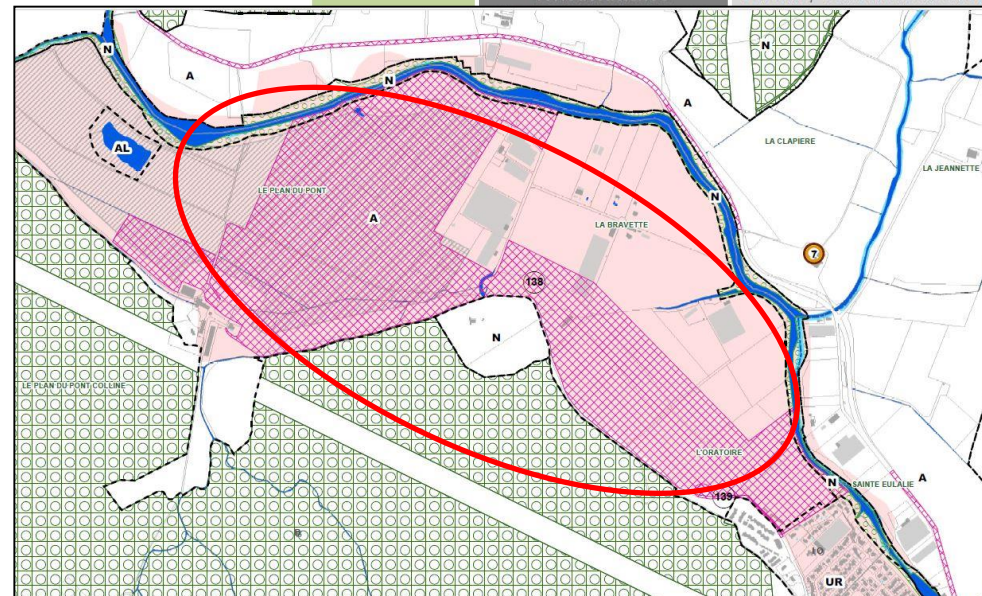 N
A
N
N
A
LA CLAPIERE
LA JEANNETTE
AL
LE PLAN DU PONT
N
A
LA BRAVETTE
7
138
N
LE PLAN DU PONT COLLINE
L'ORATOIRE
A
N
SAINTE EULALIE
139
UR